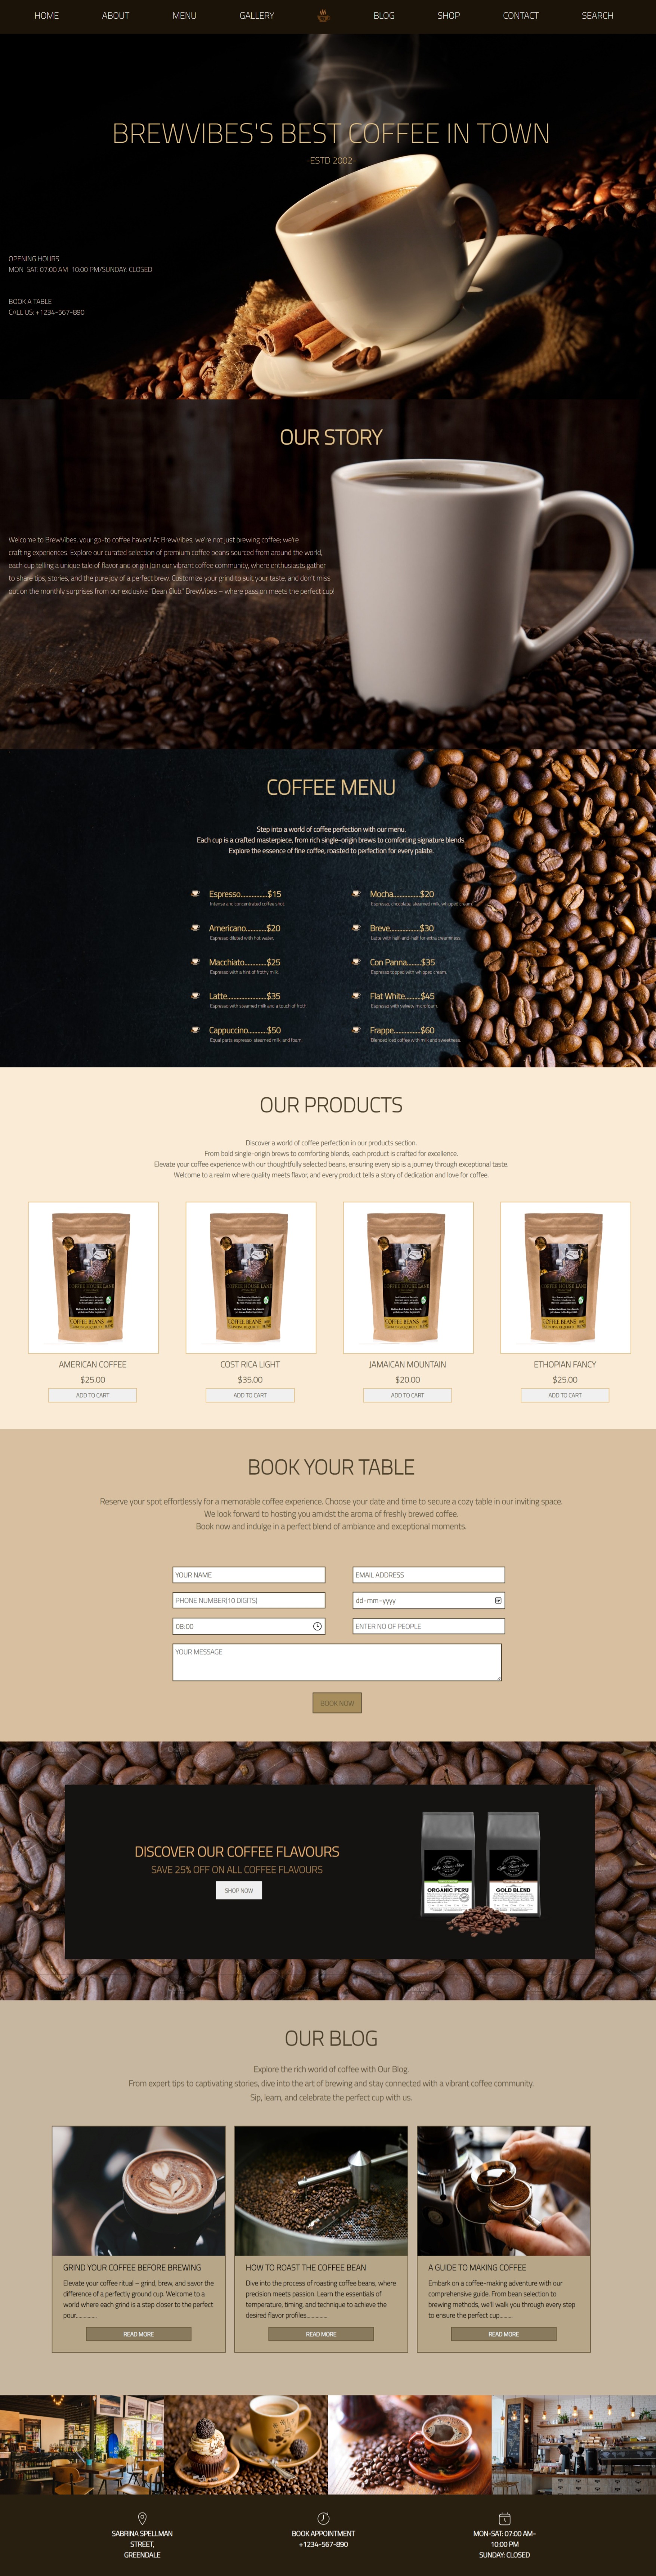 HOME ABOUT MENU GALLERY BLOG SHOP CONTACT SEARCH
BREWVIBES'S BEST COFFEE IN TOWN
-ESTD 2002-
OPENING HOURS
MON-SAT: 07:00 AM-10:00 PM/SUNDAY: CLOSED
BOOK A TABLE
CALL US: +1234-567-890
OUR STORY
Welcome to BrewVibes, your go-to coffee haven! At BrewVibes, we're not just brewing coffee; we're
crafting experiences. Explore our curated selection of premium coffee beans sourced from around the world,
each cup telling a unique tale of flavor and origin.Join our vibrant coffee community, where enthusiasts gather
to share tips, stories, and the pure joy of a perfect brew. Customize your grind to suit your taste, and don't miss
out on the monthly surprises from our exclusive "Bean Club." BrewVibes – where passion meets the perfect cup!
COFFEE MENU
Step into a world of coffee perfection with our menu.
Each cup is a crafted masterpiece, from rich single-origin brews to comforting signature blends.
Explore the essence of fine coffee, roasted to perfection for every palate.
Espresso.................$15
Intense and concentrated coffee shot.
Mocha.................$20
Espresso, chocolate, steamed milk, whipped cream.
Americano.............$20
Espresso diluted with hot water.
Breve...................$30
Latte with half-and-half for extra creaminess.
Macchiato..............$25
Espresso with a hint of frothy milk.
Con Panna.........$35
Espresso topped with whipped cream.
Latte.........................$35
Espresso with steamed milk and a touch of froth.
Flat White..........$45
Espresso with velvety microfoam.
Cappuccino............$50
Equal parts espresso, steamed milk, and foam.
Frappe.................$60
Blended iced coffee with milk and sweetness.
OUR PRODUCTS
Discover a world of coffee perfection in our products section.
From bold single-origin brews to comforting blends, each product is crafted for excellence.
Elevate your coffee experience with our thoughtfully selected beans, ensuring every sip is a journey through exceptional taste.
Welcome to a realm where quality meets flavor, and every product tells a story of dedication and love for coffee.
COFFEE BEANS COFFEE BEANS COFFEE BEANS COFFEE BEANS
AMERICAN COFFEE COST RICA LIGHT JAMAICAN MOUNTAIN ETHOPIAN FANCY
$25.00 $35.00 $20.00 $25.00
ADD TO CART ADD TO CART ADD TO CART ADD TO CART
BOOK YOUR TABLE
Reserve your spot effortlessly for a memorable coffee experience. Choose your date and time to secure a cozy table in our inviting space.
We look forward to hosting you amidst the aroma of freshly brewed coffee.
Book now and indulge in a perfect blend of ambiance and exceptional moments.
YOUR NAME EMAIL ADDRESS
PHONE NUMBER(10 DIGITS) dd-mm-yyyy
08:00 ENTER NO OF PEOPLE
YOUR MESSAGE
BOOK NOW
DISCOVER OUR COFFEE FLAVOURS
SAVE 25% OFF ON ALL COFFEE FLAVOURS
SHOP NOW
ORGANIC PERU GOLD BLEND
OUR BLOG
Explore the rich world of coffee with Our Blog.
From expert tips to captivating stories, dive into the art of brewing and stay connected with a vibrant coffee community.
Sip, learn, and celebrate the perfect cup with us.
GRIND YOUR COFFEE BEFORE BREWING
Elevate your coffee ritual – grind, brew, and savor the
difference of a perfectly ground cup. Welcome to a
world where each grind is a step closer to the perfect
pour..............
READ MORE
HOW TO ROAST THE COFFEE BEAN
Dive into the process of roasting coffee beans, where
precision meets passion. Learn the essentials of
temperature, timing, and technique to achieve the
desired flavor profiles..............
READ MORE
A GUIDE TO MAKING COFFEE
Embark on a coffee-making adventure with our
comprehensive guide. From bean selection to
brewing methods, we'll walk you through every step
to ensure the perfect cup.........
READ MORE
SABRINA SPELLMAN
STREET,
GREENDALE
BOOK APPOINTMENT
+1234-567-890
MON-SAT: 07:00 AM-
10:00 PM
SUNDAY: CLOSED